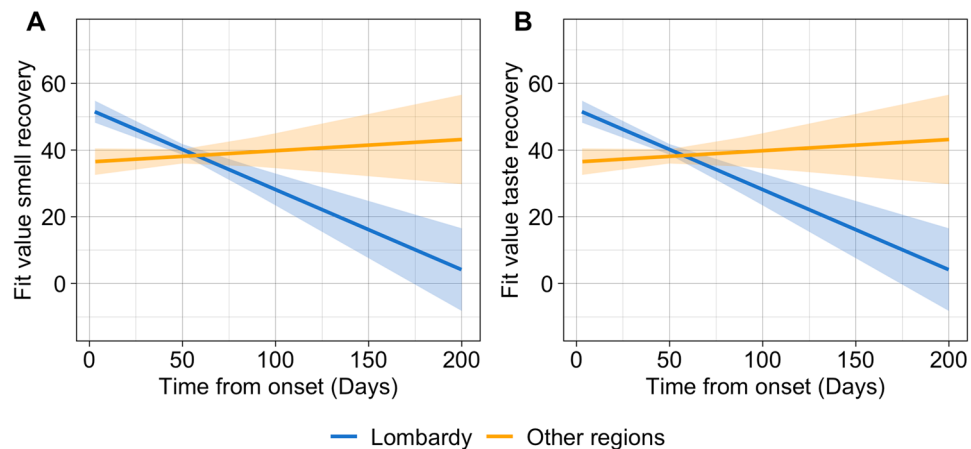 A
Fit value smell recovery
60
40
20
0
0 50 100 150 200
Time from onset (Days)
B
Fit value taste recovery
60
40
20
0
0 50 100 150 200
Time from onset (Days)
Lombardy Other regions